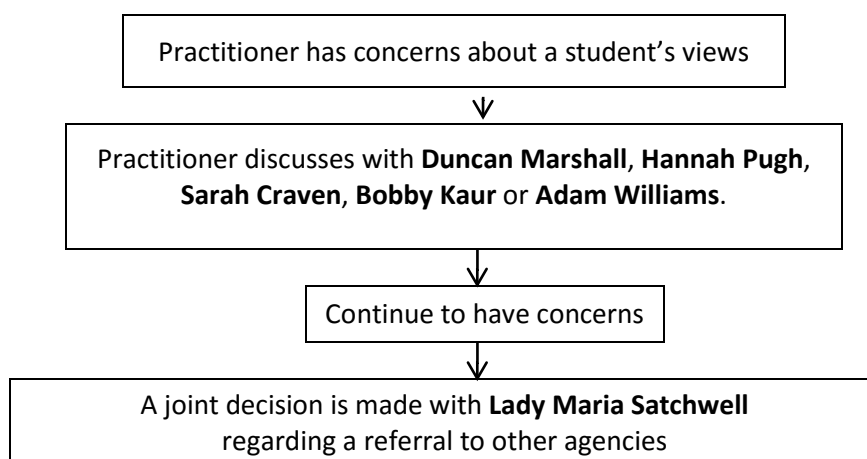 Practitioner has concerns about a student’s views
Practitioner discusses with Duncan Marshall, Hannah Pugh,
Sarah Craven, Bobby Kaur or Adam Williams.
Continue to have concerns
A joint decision is made with Lady Maria Satchwell
regarding a referral to other agencies